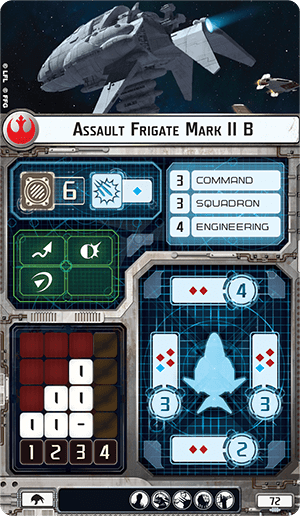 © LFL © FFG
ASSAULT FRIGATE MARK II B
6
3 COMMAND
3 SQUADRON
4 ENGINEERING
4
3 3
2
I
I I
I I -
1 2 3 4
72